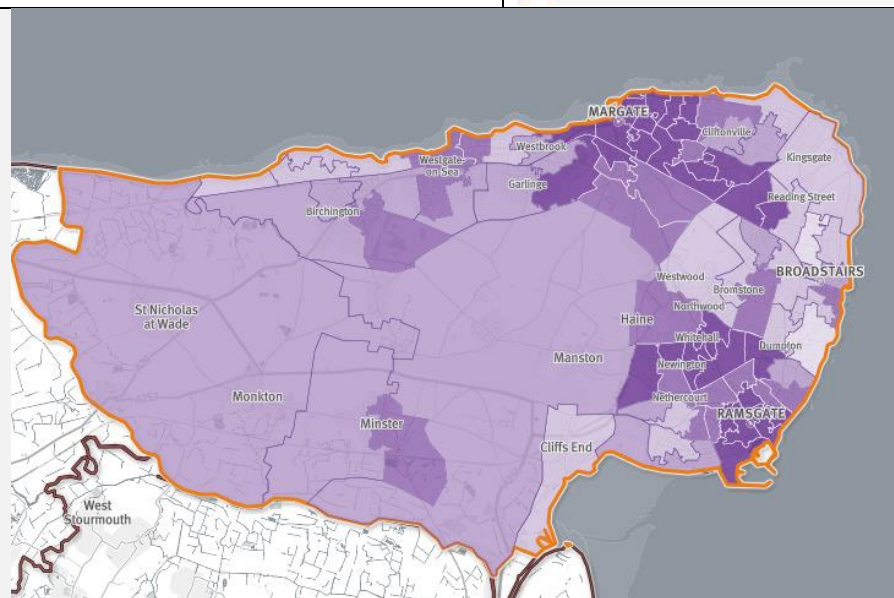 MARGATE
Cliftonville
Westbrook
Kingsgate
Westgate-
on-Sea
Garlinge
Reading Street
Birchington
BROADSTAIRS
Westwood
Bromstone
St Nicholas
at Wade
Northwood
Haine
Whitehall
Dumpton
Manston
Newington
Monkton
Nethercourt
RAMSGATE
Minster
Cliffs End
West
Stourmouth